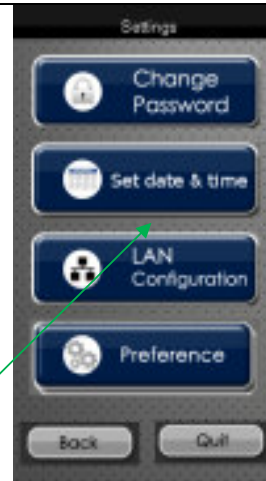 Settings
Change
Password
Set date & time
LAN
Configuration
Preference
Back
Quit